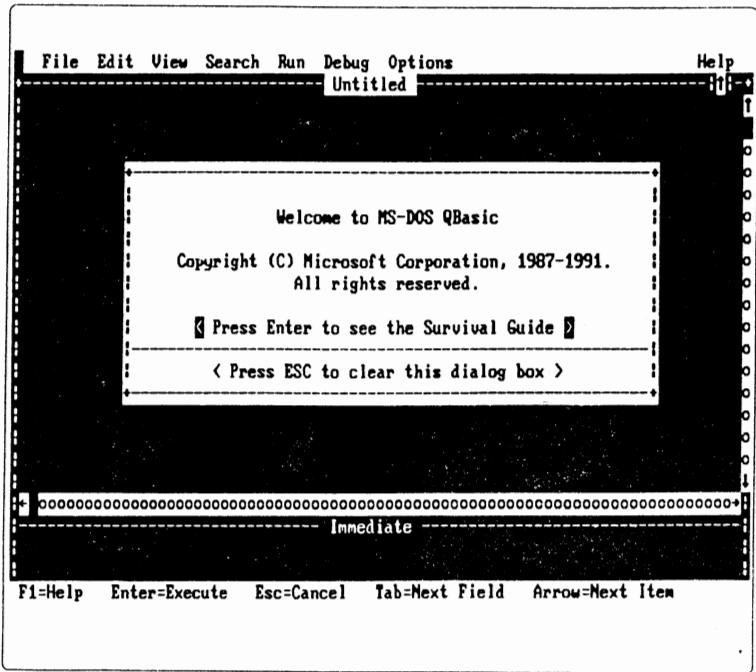 File Edit View Search Run Debug Options Help
Untitled
Welcome to MS-DOS QBasic
Copyright (C) Microsoft Corporation, 1987-1991.
All rights reserved.
< Press Enter to see the Survival Guide >
< Press ESC to clear this dialog box >
Immediate
F1=Help Enter=Execute Esc=Cancel Tab=Next Field Arrow=Next Item